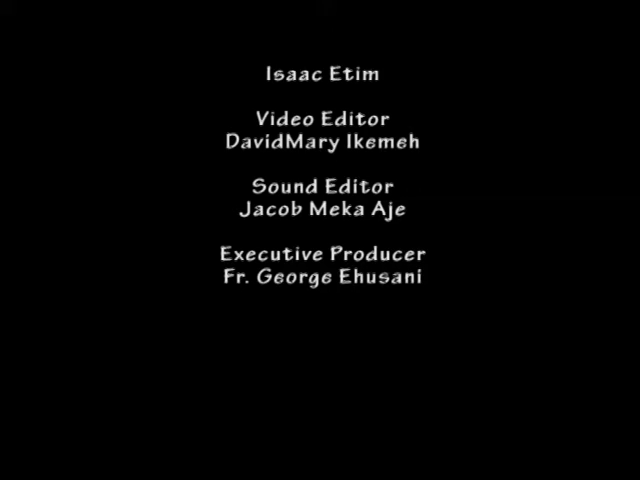 Isaac Etim
Video Editor
DavidMary Ikemeh
Sound Editor
Jacob Meka Aje
Executive Producer
Fr. George Ehusani